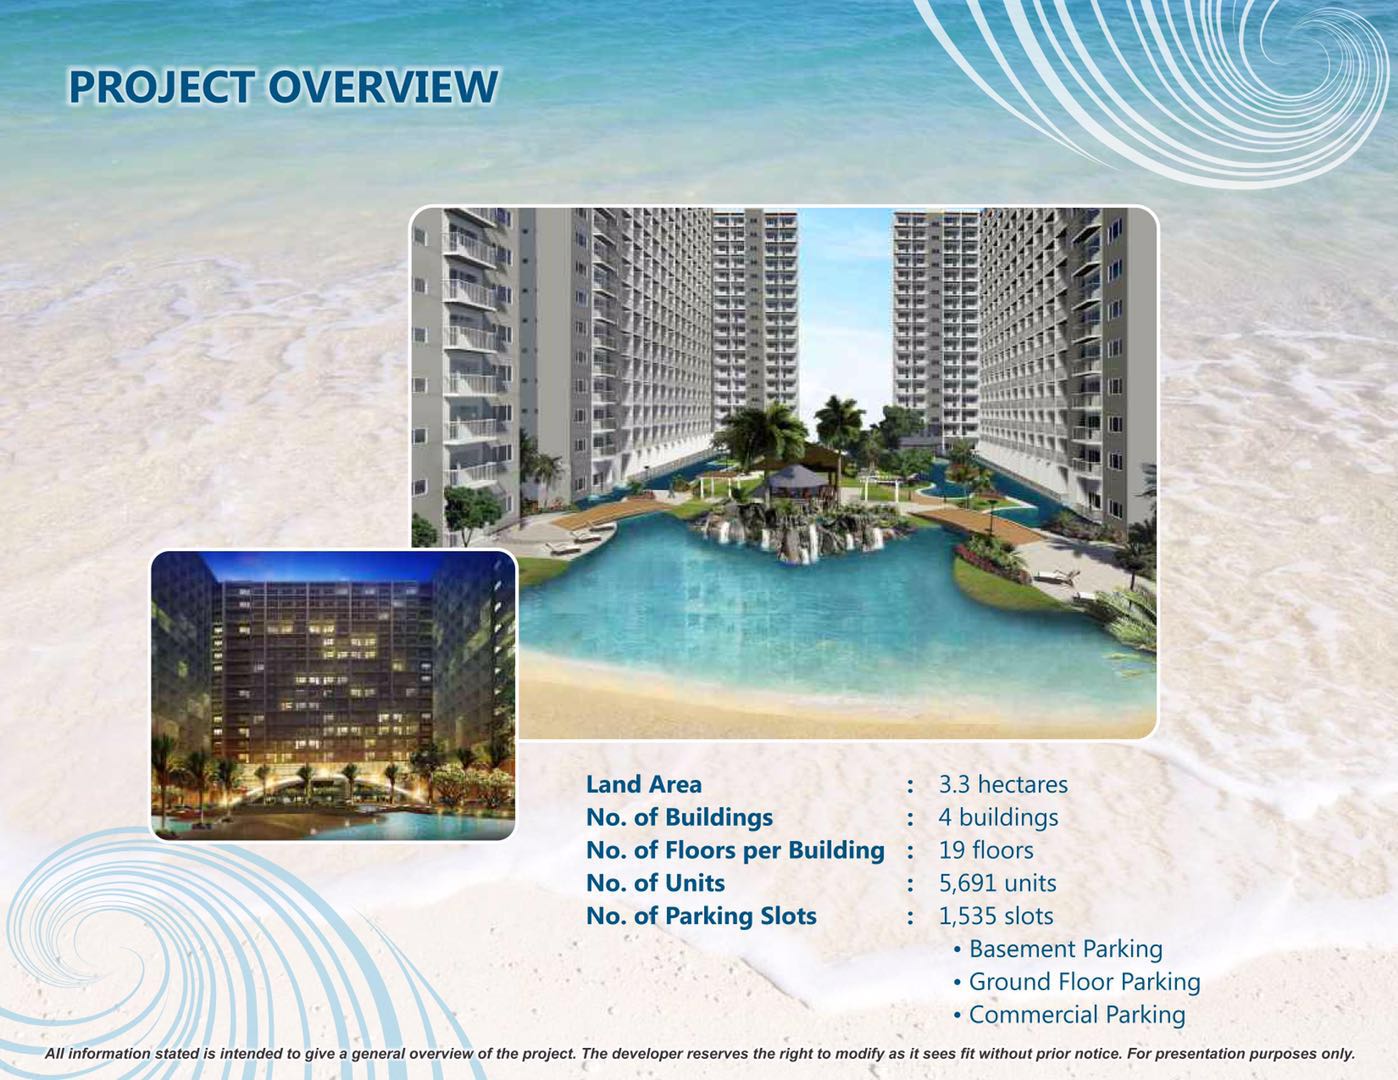 PROJECT OVERVIEW
Land Area : 3.3 hectares
No. of Buildings : 4 buildings
No. of Floors per Building : 19 floors
No. of Units : 5,691 units
No. of Parking Slots : 1,535 slots
• Basement Parking
• Ground Floor Parking
• Commercial Parking
All information stated is intended to give a general overview of the project. The developer reserves the right to modify as it sees fit without prior notice. For presentation purposes only.